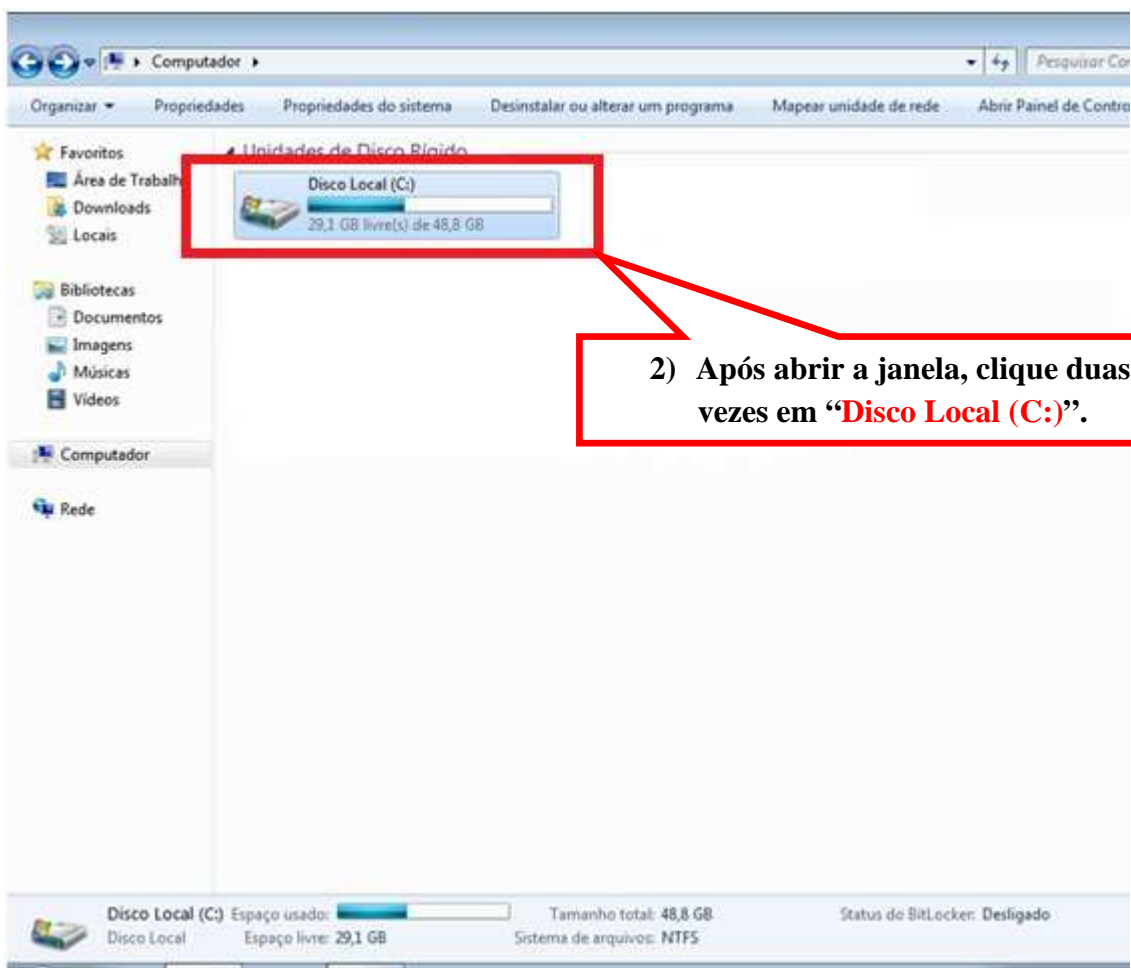 Computador
Pesquisar Co
Organizar Propriedades Propriedades do sistema Desinstalar ou alterar um programa Mapear unidade de rede Abrir Painel de Contro
Favoritos
Área de Trabalh
Downloads
Locais
Bibliotecas
Documentos
Imagens
Músicas
Vídeos
Computador
Rede
Unidades de Disco Rígido
Disco Local (C:)
29,1 GB livre(s) de 48,8 GB
2) Após abrir a janela, clique duas
vezes em “Disco Local (C:)”.
Disco Local (C:) Espaço usado: Tamanho total: 48,8 GB Status do BitLocker: Desligado
Disco Local Espaço livre: 29,1 GB Sistema de arquivos: NTFS